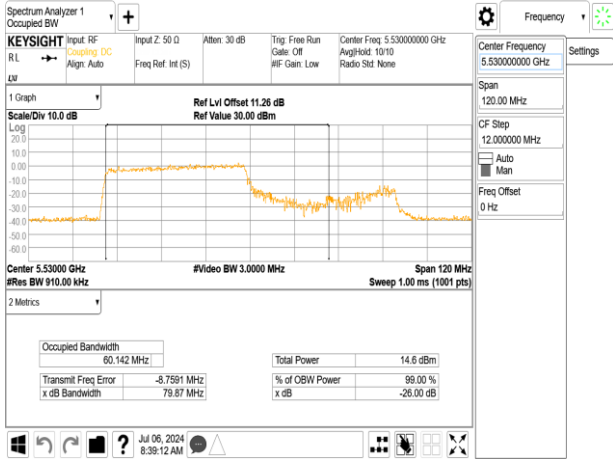 Spectrum Analyzer 1
Occupied BW
Frequency
KEYSIGHT
RL
Input: RF
Coupling: DC
Align: Auto
Input Z: 50 Ω
Freq Ref: Int (S)
Atten: 30 dB
Trig: Free Run
Gate: Off
#IF Gain: Low
Center Freq: 5.530000000 GHz
Avg|Hold: 10/10
Radio Std: None
LXI
1 Graph
Scale/Div 10.0 dB
Ref Lvl Offset 11.26 dB
Ref Value 30.00 dBm
Log
20.0
10.0
0.00
-10.0
-20.0
-30.0
-40.0
-50.0
-60.0
Center 5.53000 GHz
#Video BW 3.0000 MHz
Span 120 MHz
#Res BW 910.00 kHz
Sweep 1.00 ms (1001 pts)
2 Metrics
Occupied Bandwidth
60.142 MHz
Total Power 14.6 dBm
Transmit Freq Error -8.7591 MHz
% of OBW Power 99.00 %
x dB Bandwidth 79.87 MHz
x dB -26.00 dB
Jul 06, 2024
8:39:12 AM
Center Frequency
5.530000000 GHz
Settings
Span
120.00 MHz
CF Step
12.000000 MHz
Auto
Man
Freq Offset
0 Hz